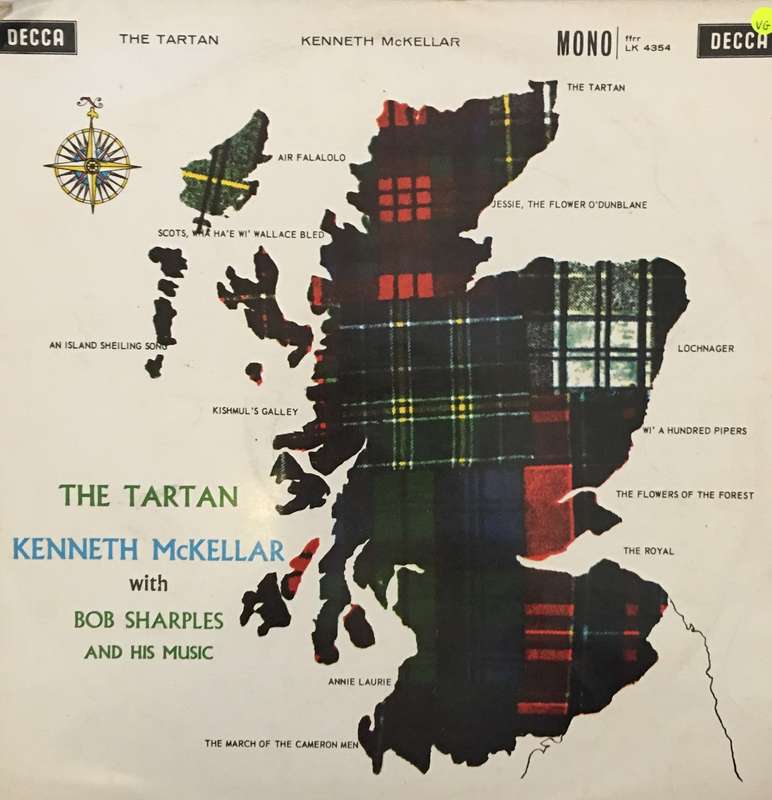 DECCA
THE TARTAN
KENNETH McKELLAR
MONO
ffrr
LK 4354
DECCA
VG
THE TARTAN
AIR FALALOLO
JESSIE, THE FLOWER O'DUNBLANE
SCOTS, WHA HA'E WI' WALLACE BLED
AN ISLAND SHEILING SONG
LOCHNAGER
KISHMUL'S GALLEY
WI' A HUNDRED PIPERS
THE FLOWERS OF THE FOREST
THE ROYAL
THE TARTAN
KENNETH McKELLAR
with
BOB SHARPLES
AND HIS MUSIC
ANNIE LAURIE
THE MARCH OF THE CAMERON MEN